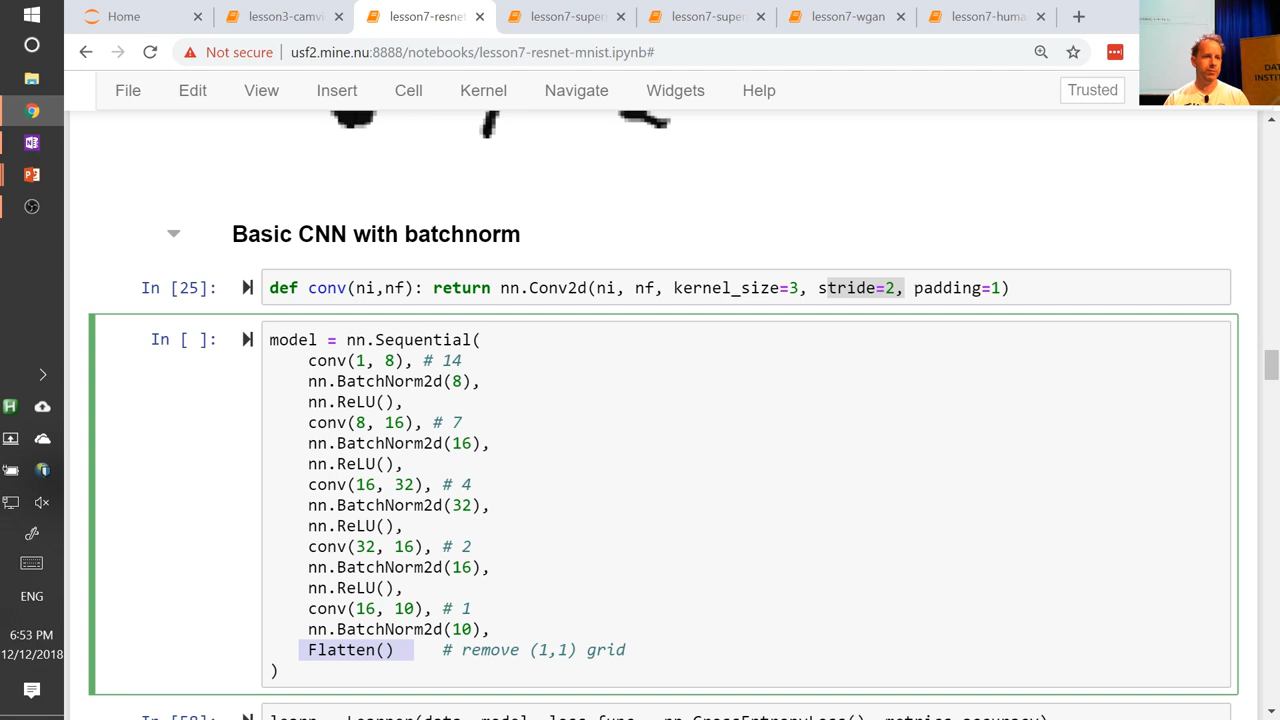 Home
lesson3-camvi
lesson7-resnet
lesson7-super
lesson7-super
lesson7-wgan
lesson7-huma
Not secure | usf2.mine.nu:8888/notebooks/lesson7-resnet-mnist.ipynb#
File Edit View Insert Cell Kernel Navigate Widgets Help Trusted
DAT
INSTIT
Basic CNN with batchnorm
In [25]: def conv(ni,nf): return nn.Conv2d(ni, nf, kernel_size=3, stride=2, padding=1)
In [ ]: model = nn.Sequential(
conv(1, 8), # 14
nn.BatchNorm2d(8),
nn.ReLU(),
conv(8, 16), # 7
nn.BatchNorm2d(16),
nn.ReLU(),
conv(16, 32), # 4
nn.BatchNorm2d(32),
nn.ReLU(),
conv(32, 16), # 2
nn.BatchNorm2d(16),
nn.ReLU(),
conv(16, 10), # 1
nn.BatchNorm2d(10),
Flatten() # remove (1,1) grid
)
ENG
6:53 PM
12/12/2018